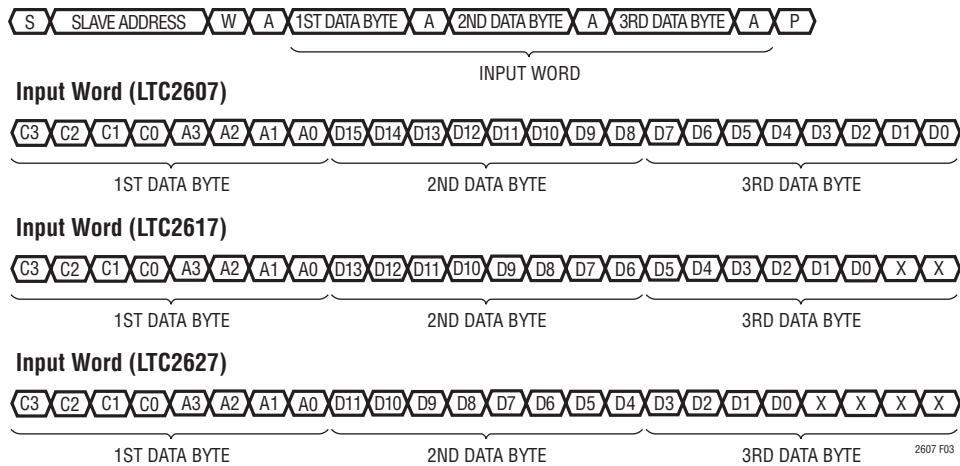 S SLAVE ADDRESS W A 1ST DATA BYTE A 2ND DATA BYTE A 3RD DATA BYTE A P
INPUT WORD
Input Word (LTC2607)
C3 C2 C1 C0 A3 A2 A1 A0 D15 D14 D13 D12 D11 D10 D9 D8 D7 D6 D5 D4 D3 D2 D1 D0
1ST DATA BYTE 2ND DATA BYTE 3RD DATA BYTE
Input Word (LTC2617)
C3 C2 C1 C0 A3 A2 A1 A0 D13 D12 D11 D10 D9 D8 D7 D6 D5 D4 D3 D2 D1 D0 X X
1ST DATA BYTE 2ND DATA BYTE 3RD DATA BYTE
Input Word (LTC2627)
C3 C2 C1 C0 A3 A2 A1 A0 D11 D10 D9 D8 D7 D6 D5 D4 D3 D2 D1 D0 X X X X
1ST DATA BYTE 2ND DATA BYTE 3RD DATA BYTE 2607 F03